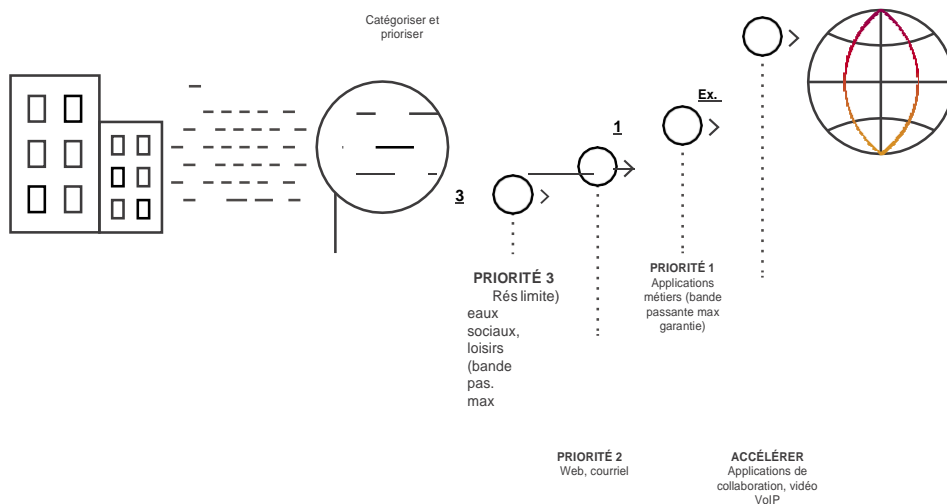 Catégoriser et
prioriser
Ex.
1
3
PRIORITÉ 3
Rés limite)
eaux
sociaux,
loisirs
(bande
pas.
max
PRIORITÉ 1
Applications
métiers (bande
passante max
garantie)
PRIORITÉ 2
Web, courriel
ACCÉLÉRER
Applications de
collaboration, vidéo
VoIP